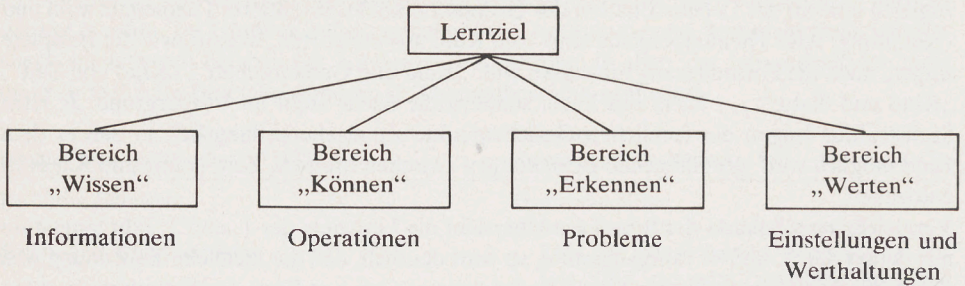 Lernziel
Bereich
„Wissen“
Bereich
„Können“
Bereich
„Erkennen“
Bereich
„Werten“
Informationen
Operationen
Probleme
Einstellungen und
Werthaltungen